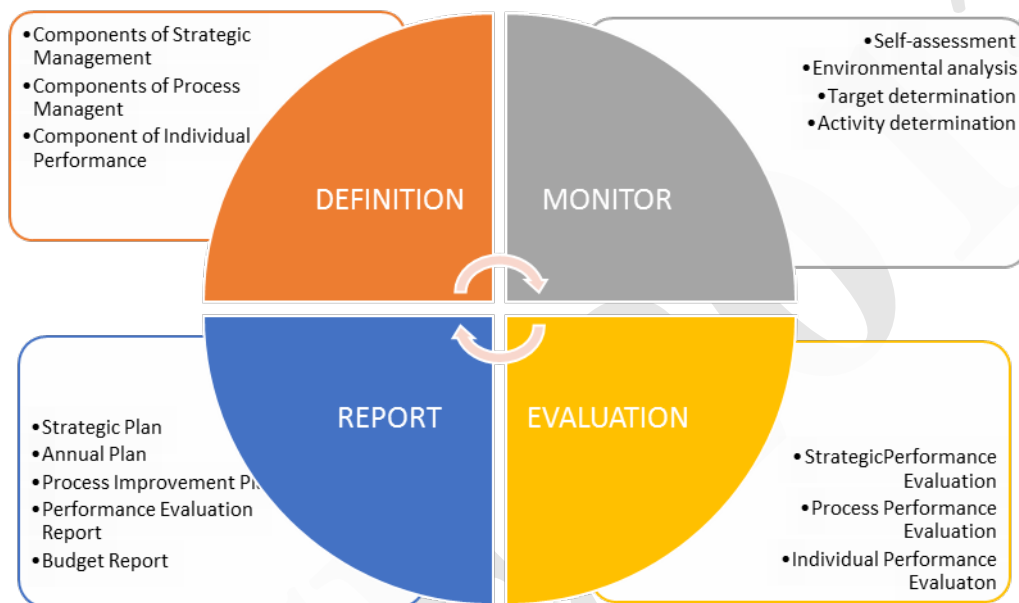 •Components of Strategic
Management
•Components of Process
Managent
•Component of Individual
Performance
DEFINITION
•Self-assessment
•Environmental analysis
•Target determination
•Activity determination
MONITOR
•Strategic Plan
•Annual Plan
•Process Improvement
•Performance Evaluation
Report
•Budget Report
REPORT
•StrategicPerformance
Evaluation
•Process Performance
Evaluation
•Individual Performance
Evaluaton
EVALUATION